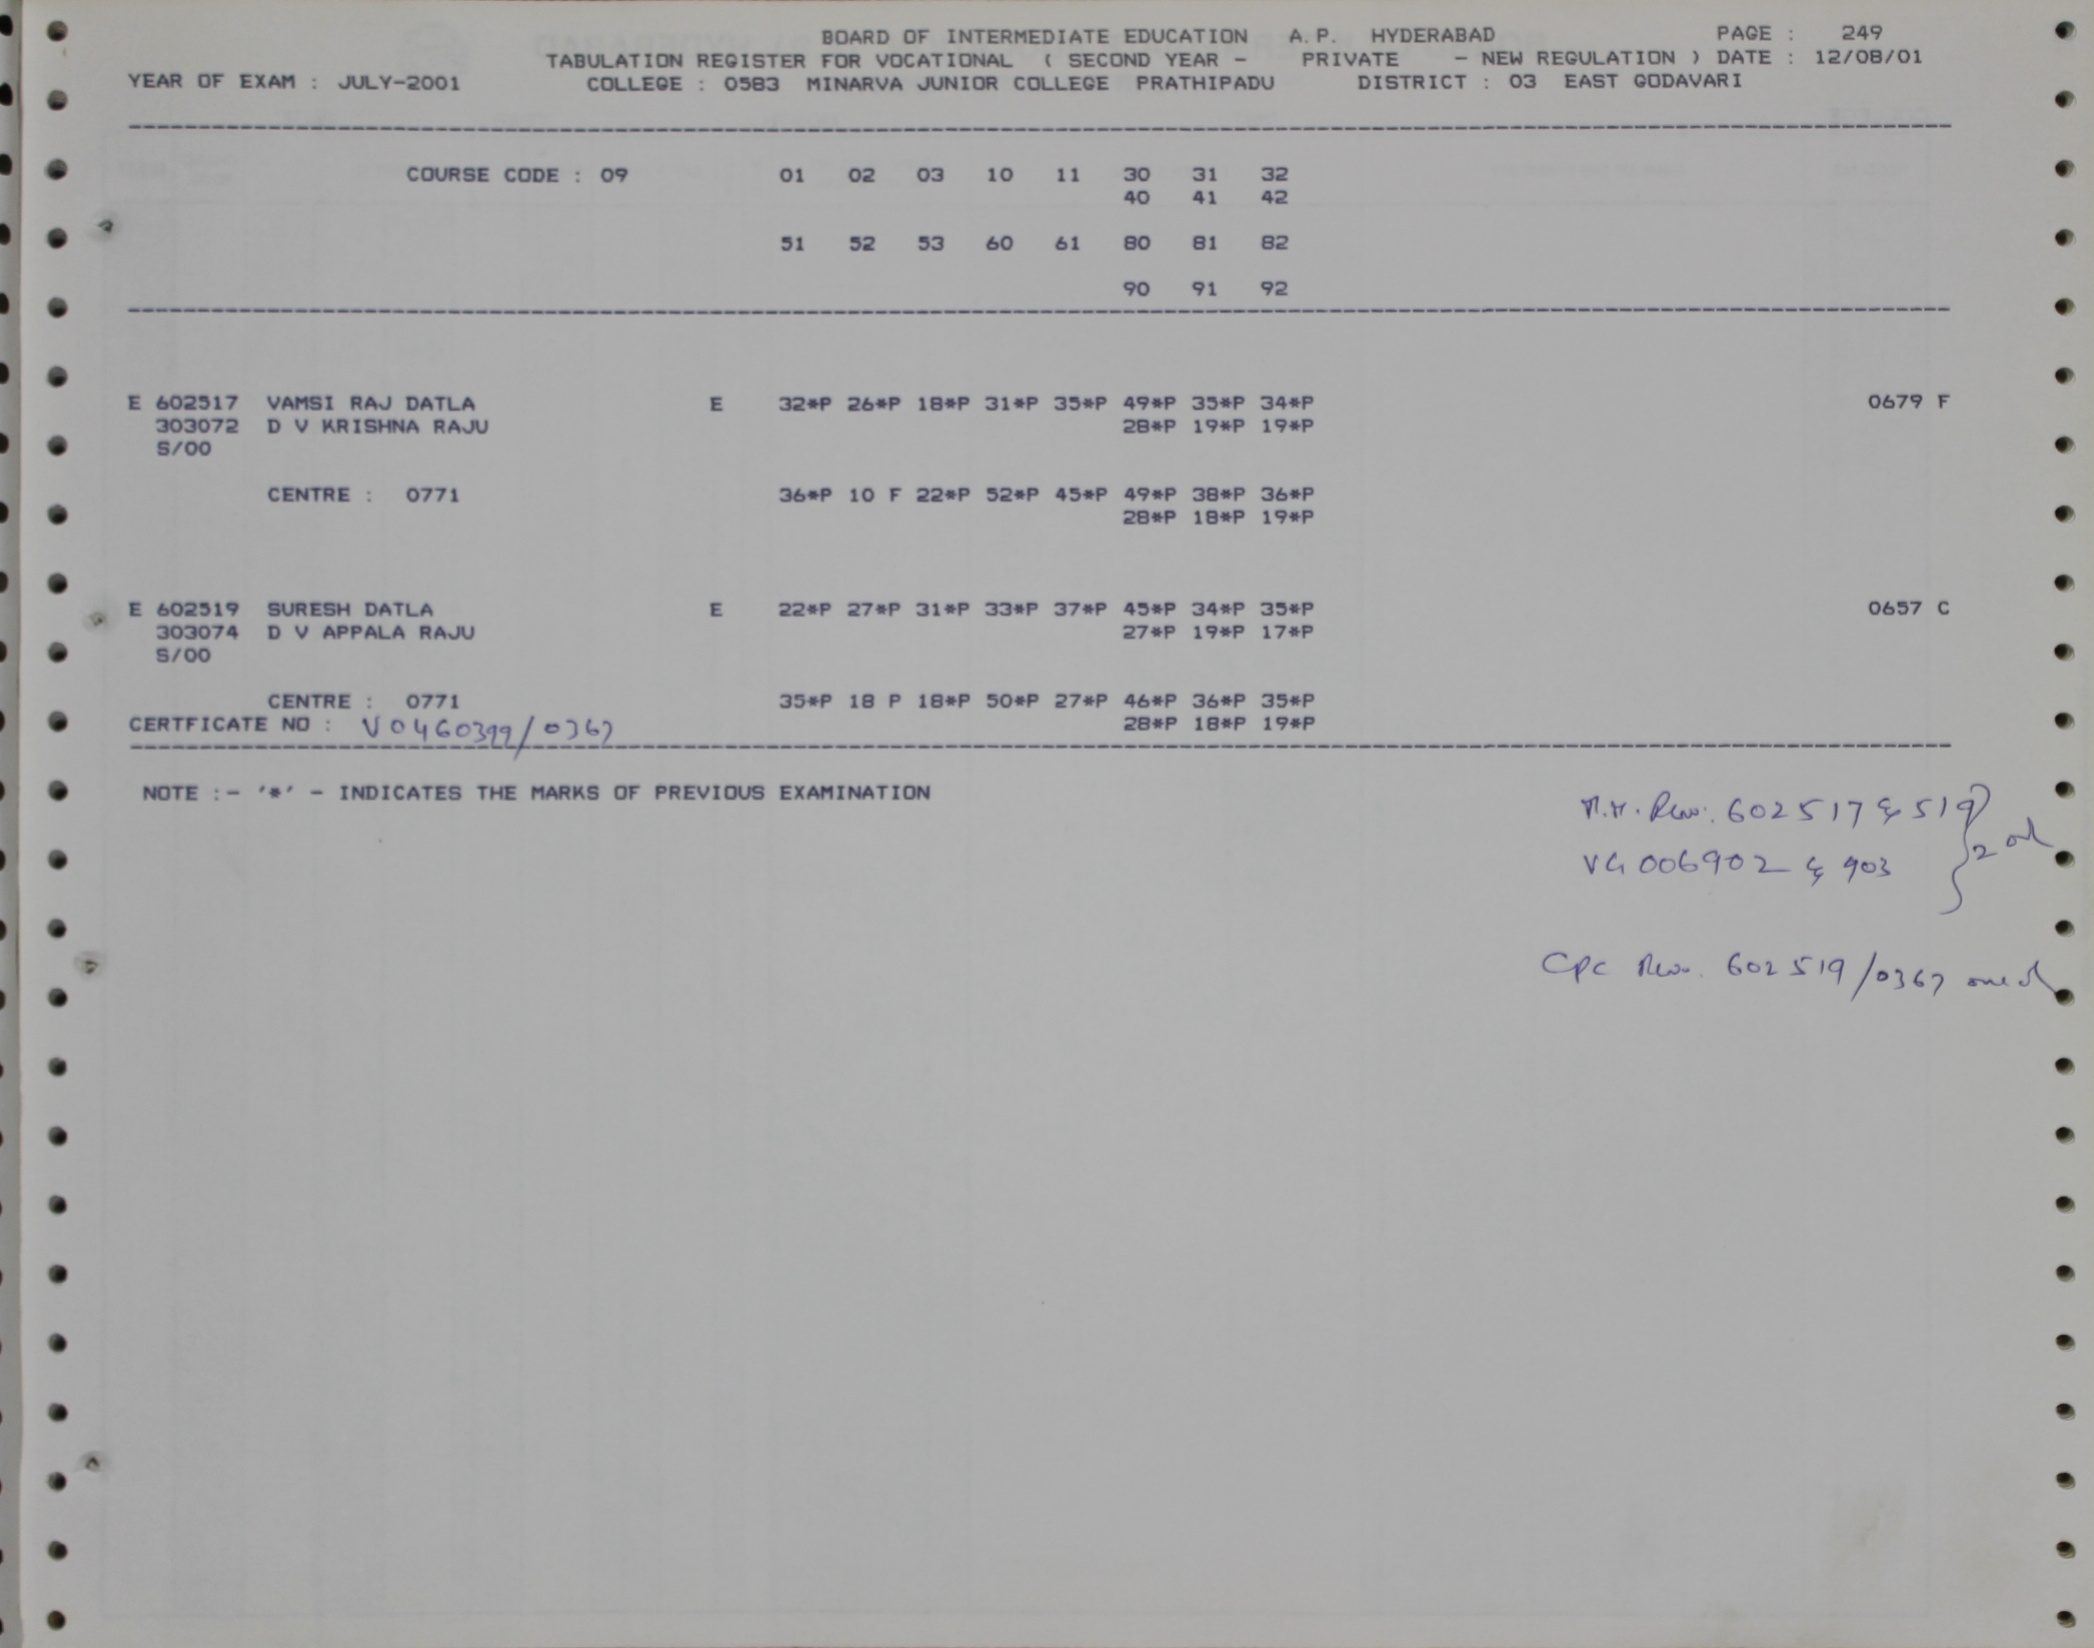 BOARD OF INTERMEDIATE EDUCATION A.P. HYDERABAD PAGE : 249
TABULATION REGISTER FOR VOCATIONAL ( SECOND YEAR - PRIVATE - NEW REGULATION ) DATE : 12/08/01
YEAR OF EXAM : JULY-2001 COLLEGE : 0583 MINARVA JUNIOR COLLEGE PRATHIPADU DISTRICT : 03 EAST GODAVARI
COURSE CODE : 09 01 02 03 10 11 30 31 32
40 41 42
51 52 53 60 61 80 81 82
90 91 92
E 602517 VAMSI RAJ DATLA E 32*P 26*P 18*P 31*P 35*P 49*P 35*P 34*P 0679 F
303072 D V KRISHNA RAJU 28*P 19*P 19*P
S/00
CENTRE : 0771 36*P 10 F 22*P 52*P 45*P 49*P 38*P 36*P
28*P 18*P 19*P
E 602519 SURESH DATLA E 22*P 27*P 31*P 33*P 37*P 45*P 34*P 35*P 0657 C
303074 D V APPALA RAJU 27*P 19*P 17*P
S/00
CENTRE : 0771 35*P 18 P 18*P 50*P 27*P 46*P 36*P 35*P
CERTFICATE NO : V0460399/0367 28*P 18*P 19*P
NOTE :- '*' - INDICATES THE MARKS OF PREVIOUS EXAMINATION
602517 & 519
VG 006902 & 903 2
CPC 602519/0367 one